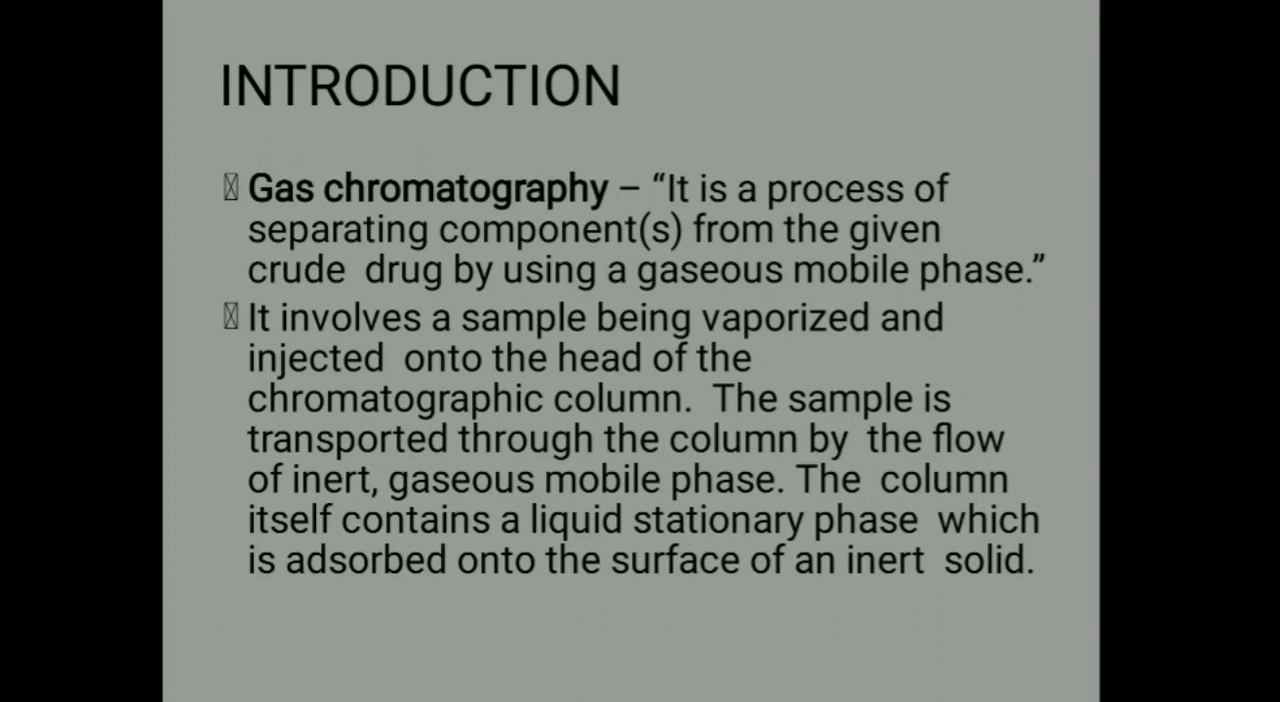 INTRODUCTION
Gas chromatography – “It is a process of
separating component(s) from the given
crude  drug by using a gaseous mobile phase.”
It involves a sample being vaporized and
injected  onto the head of the
chromatographic column.  The sample is
transported through the column by  the flow
of inert, gaseous mobile phase. The  column
itself contains a liquid stationary phase  which
is adsorbed onto the surface of an inert  solid.